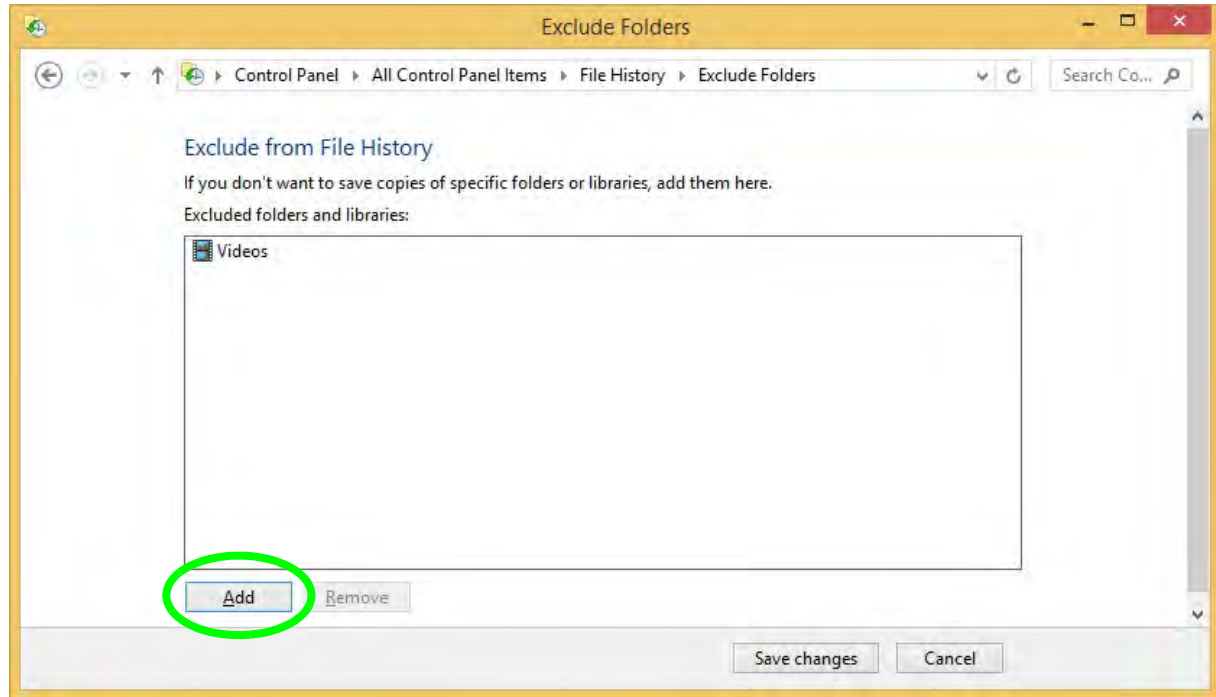 Exclude Folders
Control Panel All Control Panel Items File History Exclude Folders Search Co...
Exclude from File History
If you don't want to save copies of specific folders or libraries, add them here.
Excluded folders and libraries:
Videos
Add Remove
Save changes Cancel